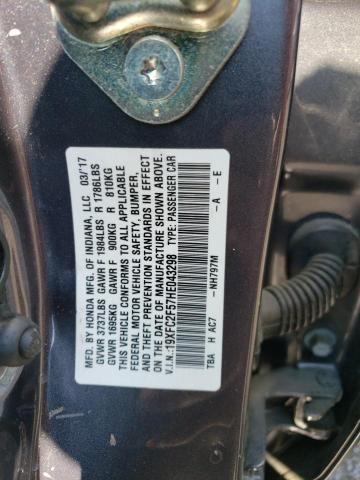 MFD. BY HONDA MFG. OF INDIANA, LLC 03/'17
GVWR 3737LBS GAWR F 1984LBS R 1786LBS
GVWR 1695KG GAWR F 900KG R 810KG
THIS VEHICLE CONFORMS TO ALL APPLICABLE
FEDERAL MOTOR VEHICLE SAFETY, BUMPER,
AND THEFT PREVENTION STANDARDS IN EFFECT
ON THE DATE OF MANUFACTURE SHOWN ABOVE.
V.I.N.:19XFC2F57HE043298 TYPE: PASSENGER CAR
TBA H AC7 -NH797M -A -E